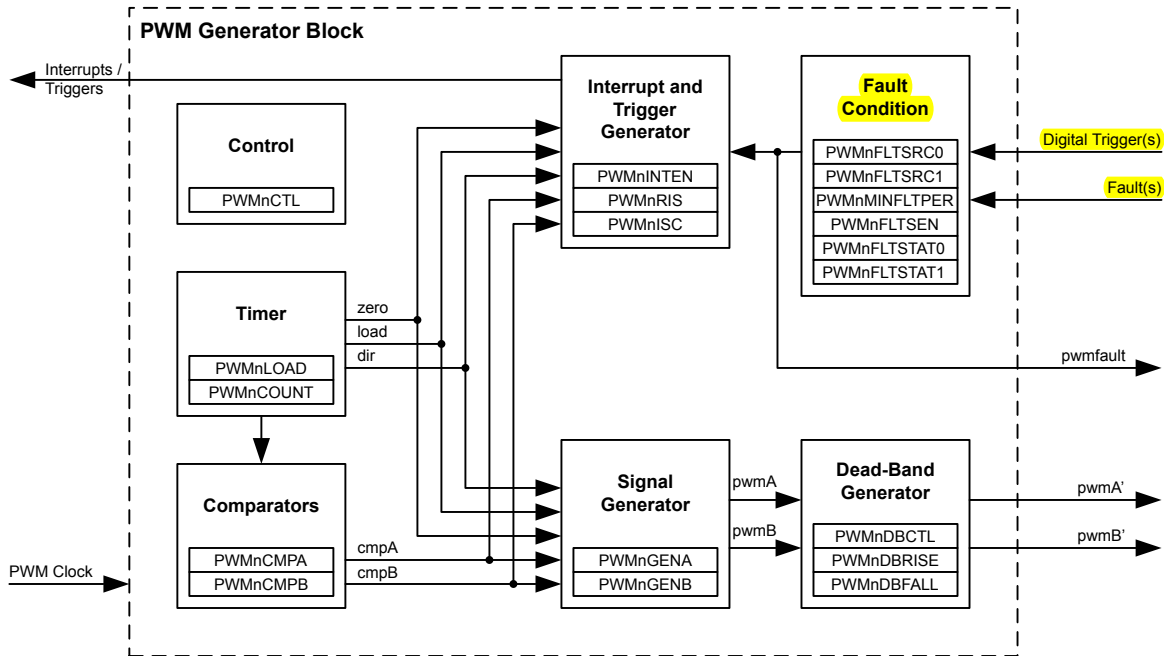 PWM Generator Block
Interrupts /
Triggers
Control
PWMnCTL
Interrupt and
Trigger
Generator
PWMnINTEN
PWMnRIS
PWMnISC
Fault
Condition
PWMnFLTSRC0
PWMnFLTSRC1
PWMnMINFLTPER
PWMnFLTSEN
PWMnFLTSTAT0
PWMnFLTSTAT1
Digital Trigger(s)
Fault(s)
Timer
PWMnLOAD
PWMnCOUNT
zero
load
dir
pwmfault
Comparators
PWMnCMPA
PWMnCMPB
cmpA
cmpB
PWM Clock
Signal
Generator
PWMnGENA
PWMnGENB
pwmA
pwmB
Dead-Band
Generator
PWMnDBCTL
PWMnDBRISE
PWMnDBFALL
pwmA’
pwmB’